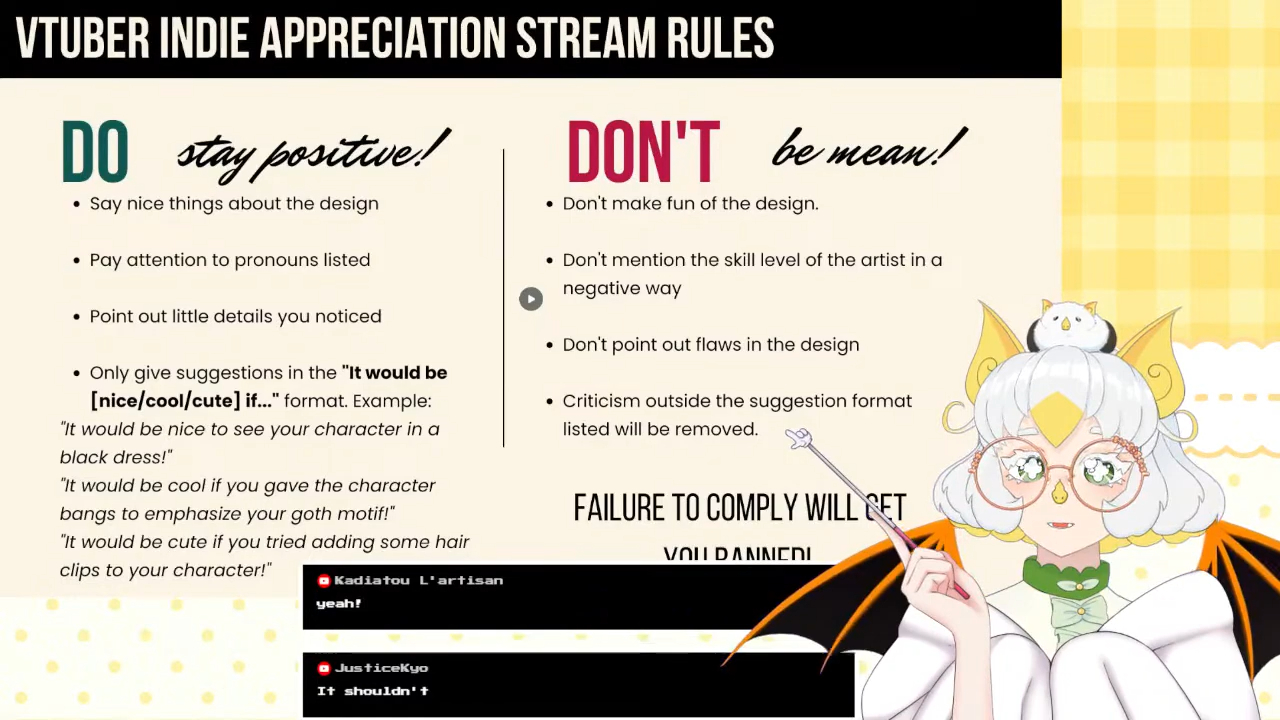 VTUBER INDIE APPRECIATION STREAM RULES
DO stay positive!
• Say nice things about the design
• Pay attention to pronouns listed
• Point out little details you noticed
• Only give suggestions in the "It would be
[nice/cool/cute] if..." format. Example:
"It would be nice to see your character in a
black dress!"
"It would be cool if you gave the character
bangs to emphasize your goth motif!"
"It would be cute if you tried adding some hair
clips to your character!"
DON'T be mean!
• Don't make fun of the design.
• Don't mention the skill level of the artist in a
negative way
• Don't point out flaws in the design
• Criticism outside the suggestion format
listed will be removed.
FAILURE TO COMPLY WILL GET
YOU BANNED!
Kadiatou L'artisan
yeah!
JusticeKyo
It shouldn't